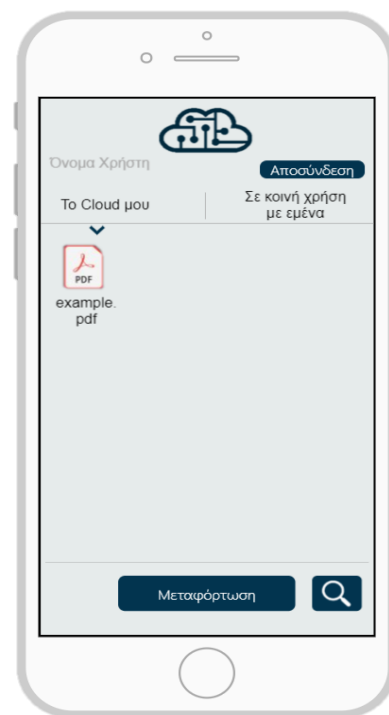 Όνομα Χρήστη
Αποσύνδεση
Το Cloud μου
Σε κοινή χρήση
με εμένα
PDF
example.
pdf
Μεταφόρτωση